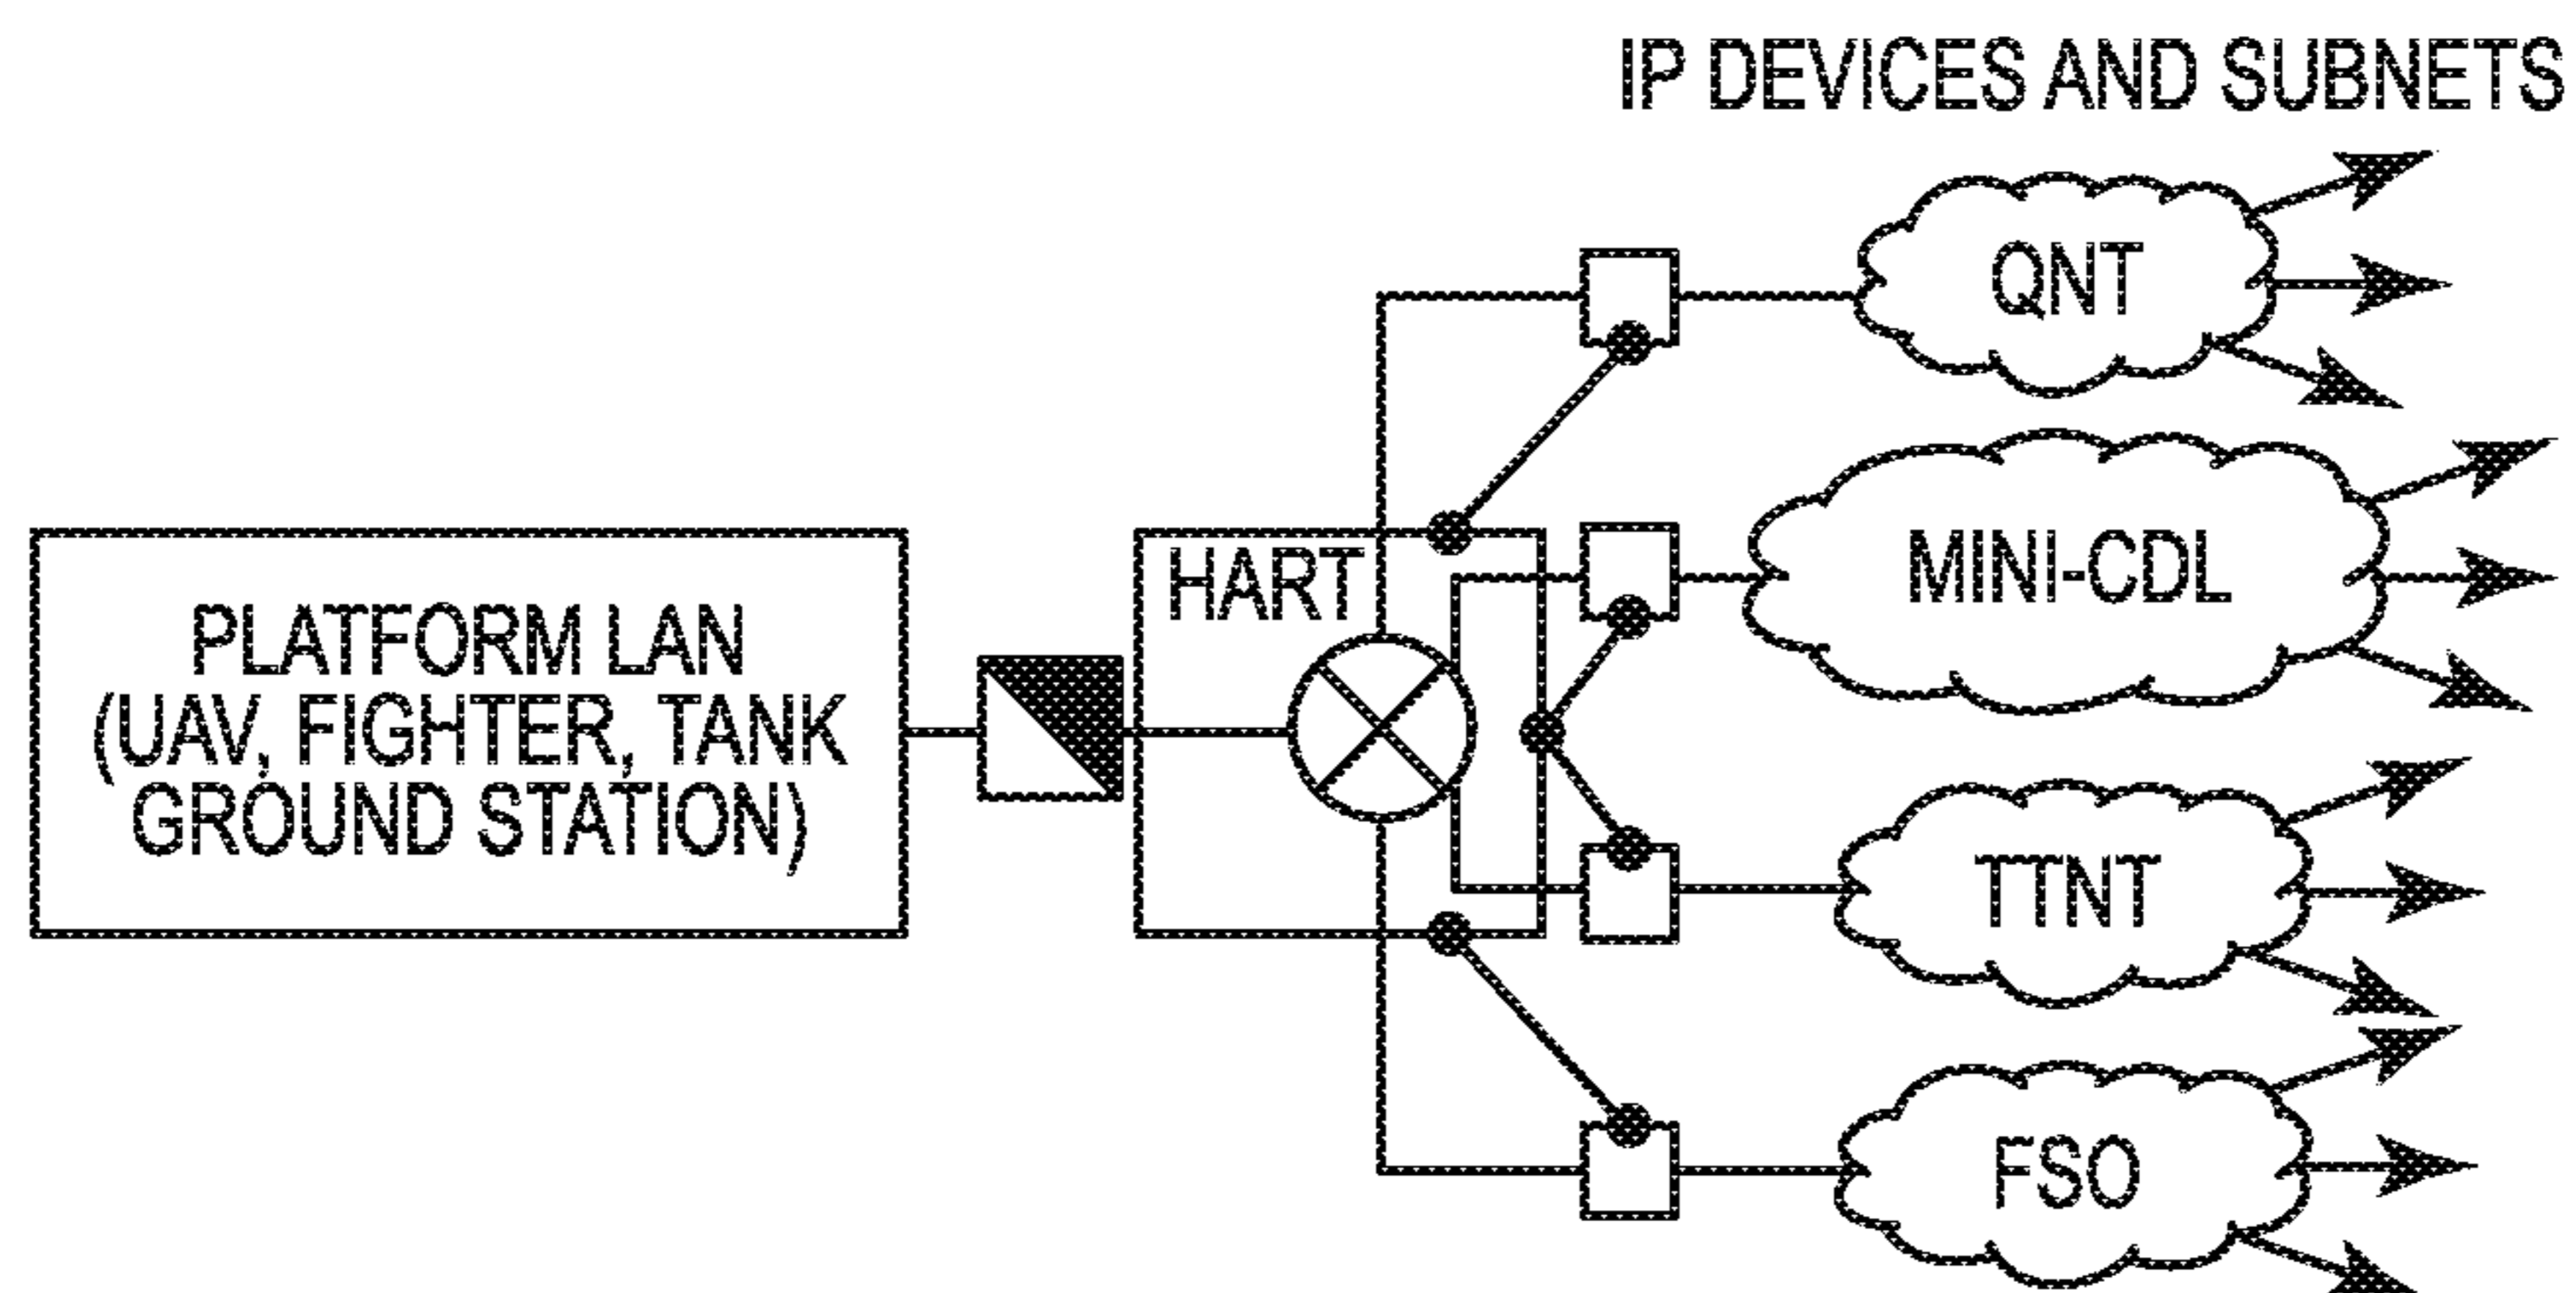 IP DEVICES AND SUBNETS
QNT
HART
MINI-CDL
PLATFORM LAN
(UAV, FIGHTER, TANK
GROUND STATION)
TTNT
FSO